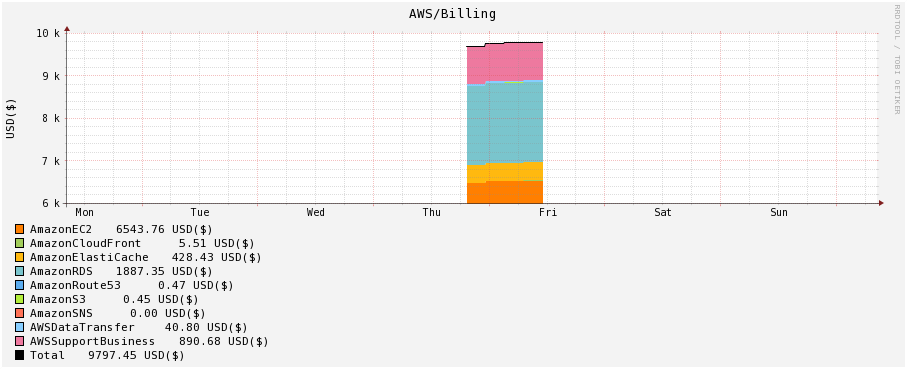 AWS/Billing
RRDTOOL / TOBI OETIKER
USD($)
10 k
9 k
8 k
7 k
6 k
Mon Tue Wed Thu Fri Sat Sun
AmazonEC2 6543.76 USD($)
AmazonCloudFront 5.51 USD($)
AmazonElastiCache 428.43 USD($)
AmazonRDS 1887.35 USD($)
AmazonRoute53 0.47 USD($)
AmazonS3 0.45 USD($)
AmazonSNS 0.00 USD($)
AWSDataTransfer 40.80 USD($)
AWSSupportBusiness 890.68 USD($)
Total 9797.45 USD($)